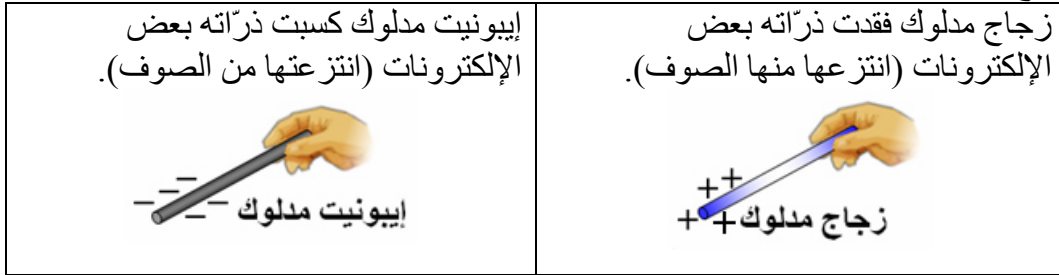 زجاج مدلوك فقدت ذرّاته بعض
الإلكترونات (انتزعها منها الصوف).
+ +
+ +
زجاج مدلوك
إيبونيت مدلوك كسبت ذرّاته بعض
الإلكترونات (انتزعتها من الصوف).
– – –
– –
إيبونيت مدلوك